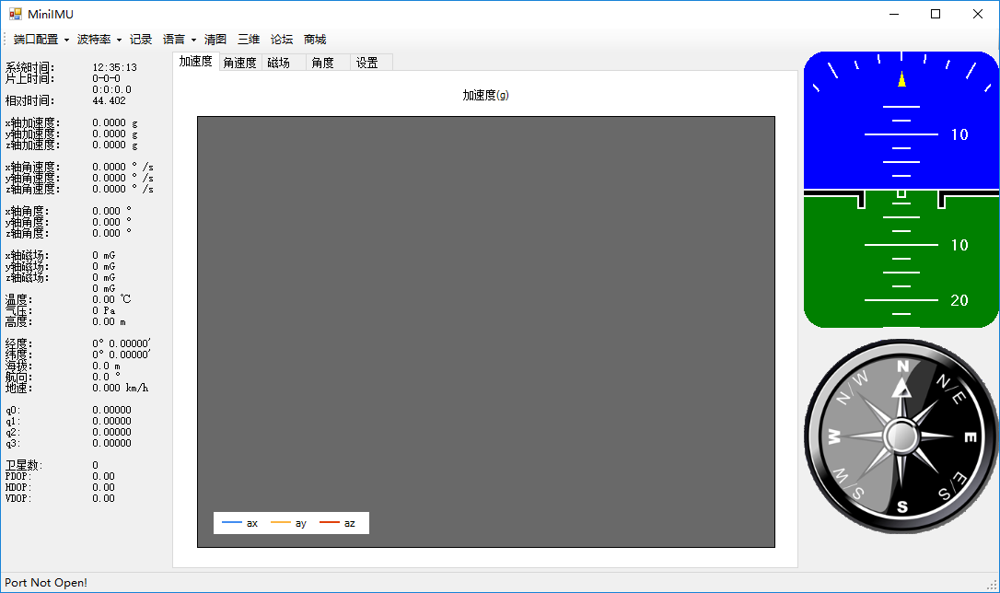 MiniIMU
端口配置 波特率 记录 语言 清图 三维 论坛 商城
系统时间: 12:35:13
片上时间: 0-0-0
0:0:0.0
相对时间: 44.402
x轴加速度: 0.0000 g
y轴加速度: 0.0000 g
z轴加速度: 0.0000 g
x轴角速度: 0.0000 °/s
y轴角速度: 0.0000 °/s
z轴角速度: 0.0000 °/s
x轴角度: 0.000 °
y轴角度: 0.000 °
z轴角度: 0.000 °
x轴磁场: 0 mG
y轴磁场: 0 mG
z轴磁场: 0 mG
0 mG
温度: 0.00 ℃
气压: 0 Pa
高度: 0.00 m
经度: 0° 0.00000'
纬度: 0° 0.00000'
海拔: 0.0 m
航向: 0.0 °
地速: 0.000 km/h
q0: 0.00000
q1: 0.00000
q2: 0.00000
q3: 0.00000
卫星数: 0
PDOP: 0.00
HDOP: 0.00
VDOP: 0.00
加速度 角速度 磁场 角度 设置
加速度(g)
ax ay az
10
10
20
N
N/E
E
E/S
S
S/W
W
N/W
Port Not Open!